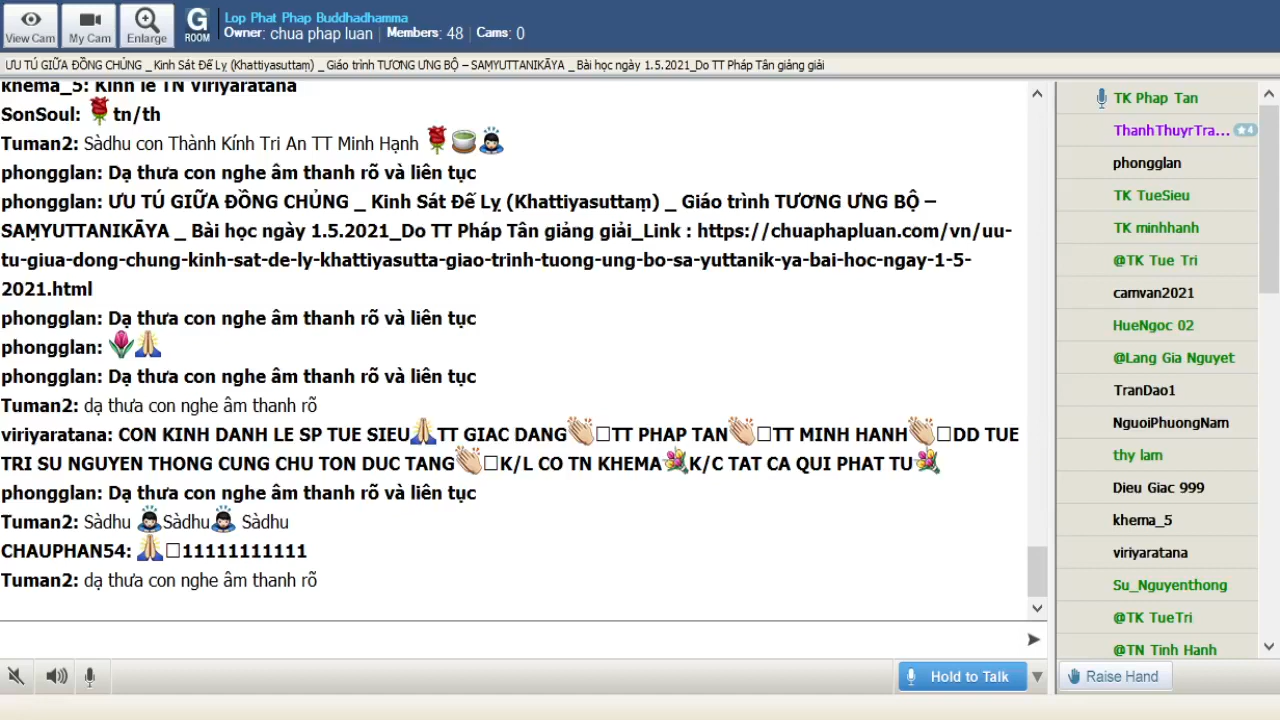 View Cam
My Cam
Enlarge
G
ROOM
Lop Phat Phap Buddhadhamma
Owner: chua phap luan Members: 48 Cams: 0
ƯU TÚ GIỮA ĐỒNG CHỦNG _Kinh Sát Đế Lỵ (Khattiyasuttaṃ) _ Giáo trình TƯƠNG ƯNG BỘ – SAṂYUTTANIKĀYA _ Bài học ngày 1.5.2021_Do TT Pháp Tân giảng giải
khema_5: Kinh le TN Viriyaratana
SonSoul: tn/th
Tuman2: Sàdhu con Thành Kính Tri Ân TT Minh Hạnh
phongglan: Dạ thưa con nghe âm thanh rõ và liên tục
phongglan: ƯU TÚ GIỮA ĐỒNG CHỦNG _ Kinh Sát Đế Lỵ (Khattiyasuttaṃ) _ Giáo trình TƯƠNG ƯNG BỘ –
SAṂYUTTANIKĀYA _ Bài học ngày 1.5.2021_Do TT Pháp Tân giảng giải_Link : https://chuaphapluan.com/vn/uu-
tu-giua-dong-chung-kinh-sat-de-ly-khattiyasutta-giao-trinh-tuong-ung-bo-sa-yuttanik-ya-bai-hoc-ngay-1-5-
2021.html
phongglan: Dạ thưa con nghe âm thanh rõ và liên tục
phongglan:
phongglan: Dạ thưa con nghe âm thanh rõ và liên tục
Tuman2: dạ thưa con nghe âm thanh rõ
viriyaratana: CON KINH DANH LE SP TUE SIEU TT GIAC DANG TT PHAP TAN TT MINH HANH DD TUE
TRI SU NGUYEN THONG CUNG CHU TON DUC TANG K/L CO TN KHEMA K/C TAT CA QUI PHAT TU
phongglan: Dạ thưa con nghe âm thanh rõ và liên tục
Tuman2: Sàdhu Sàdhu Sàdhu
CHAUPHAN54: 11111111111
Tuman2: dạ thưa con nghe âm thanh rõ
Hold to Talk
TK Phap Tan
ThanhThuyrTra... 4
phongglan
TK TueSieu
TK minhhanh
@TK Tue Tri
camvan2021
HueNgoc 02
@Lang Gia Nguyet
TranDao1
NguoiPhuongNam
thy lam
Dieu Giac 999
khema_5
viriyaratana
Su_Nguyenthong
@TK TueTri
@TN Tinh Hanh
Raise Hand